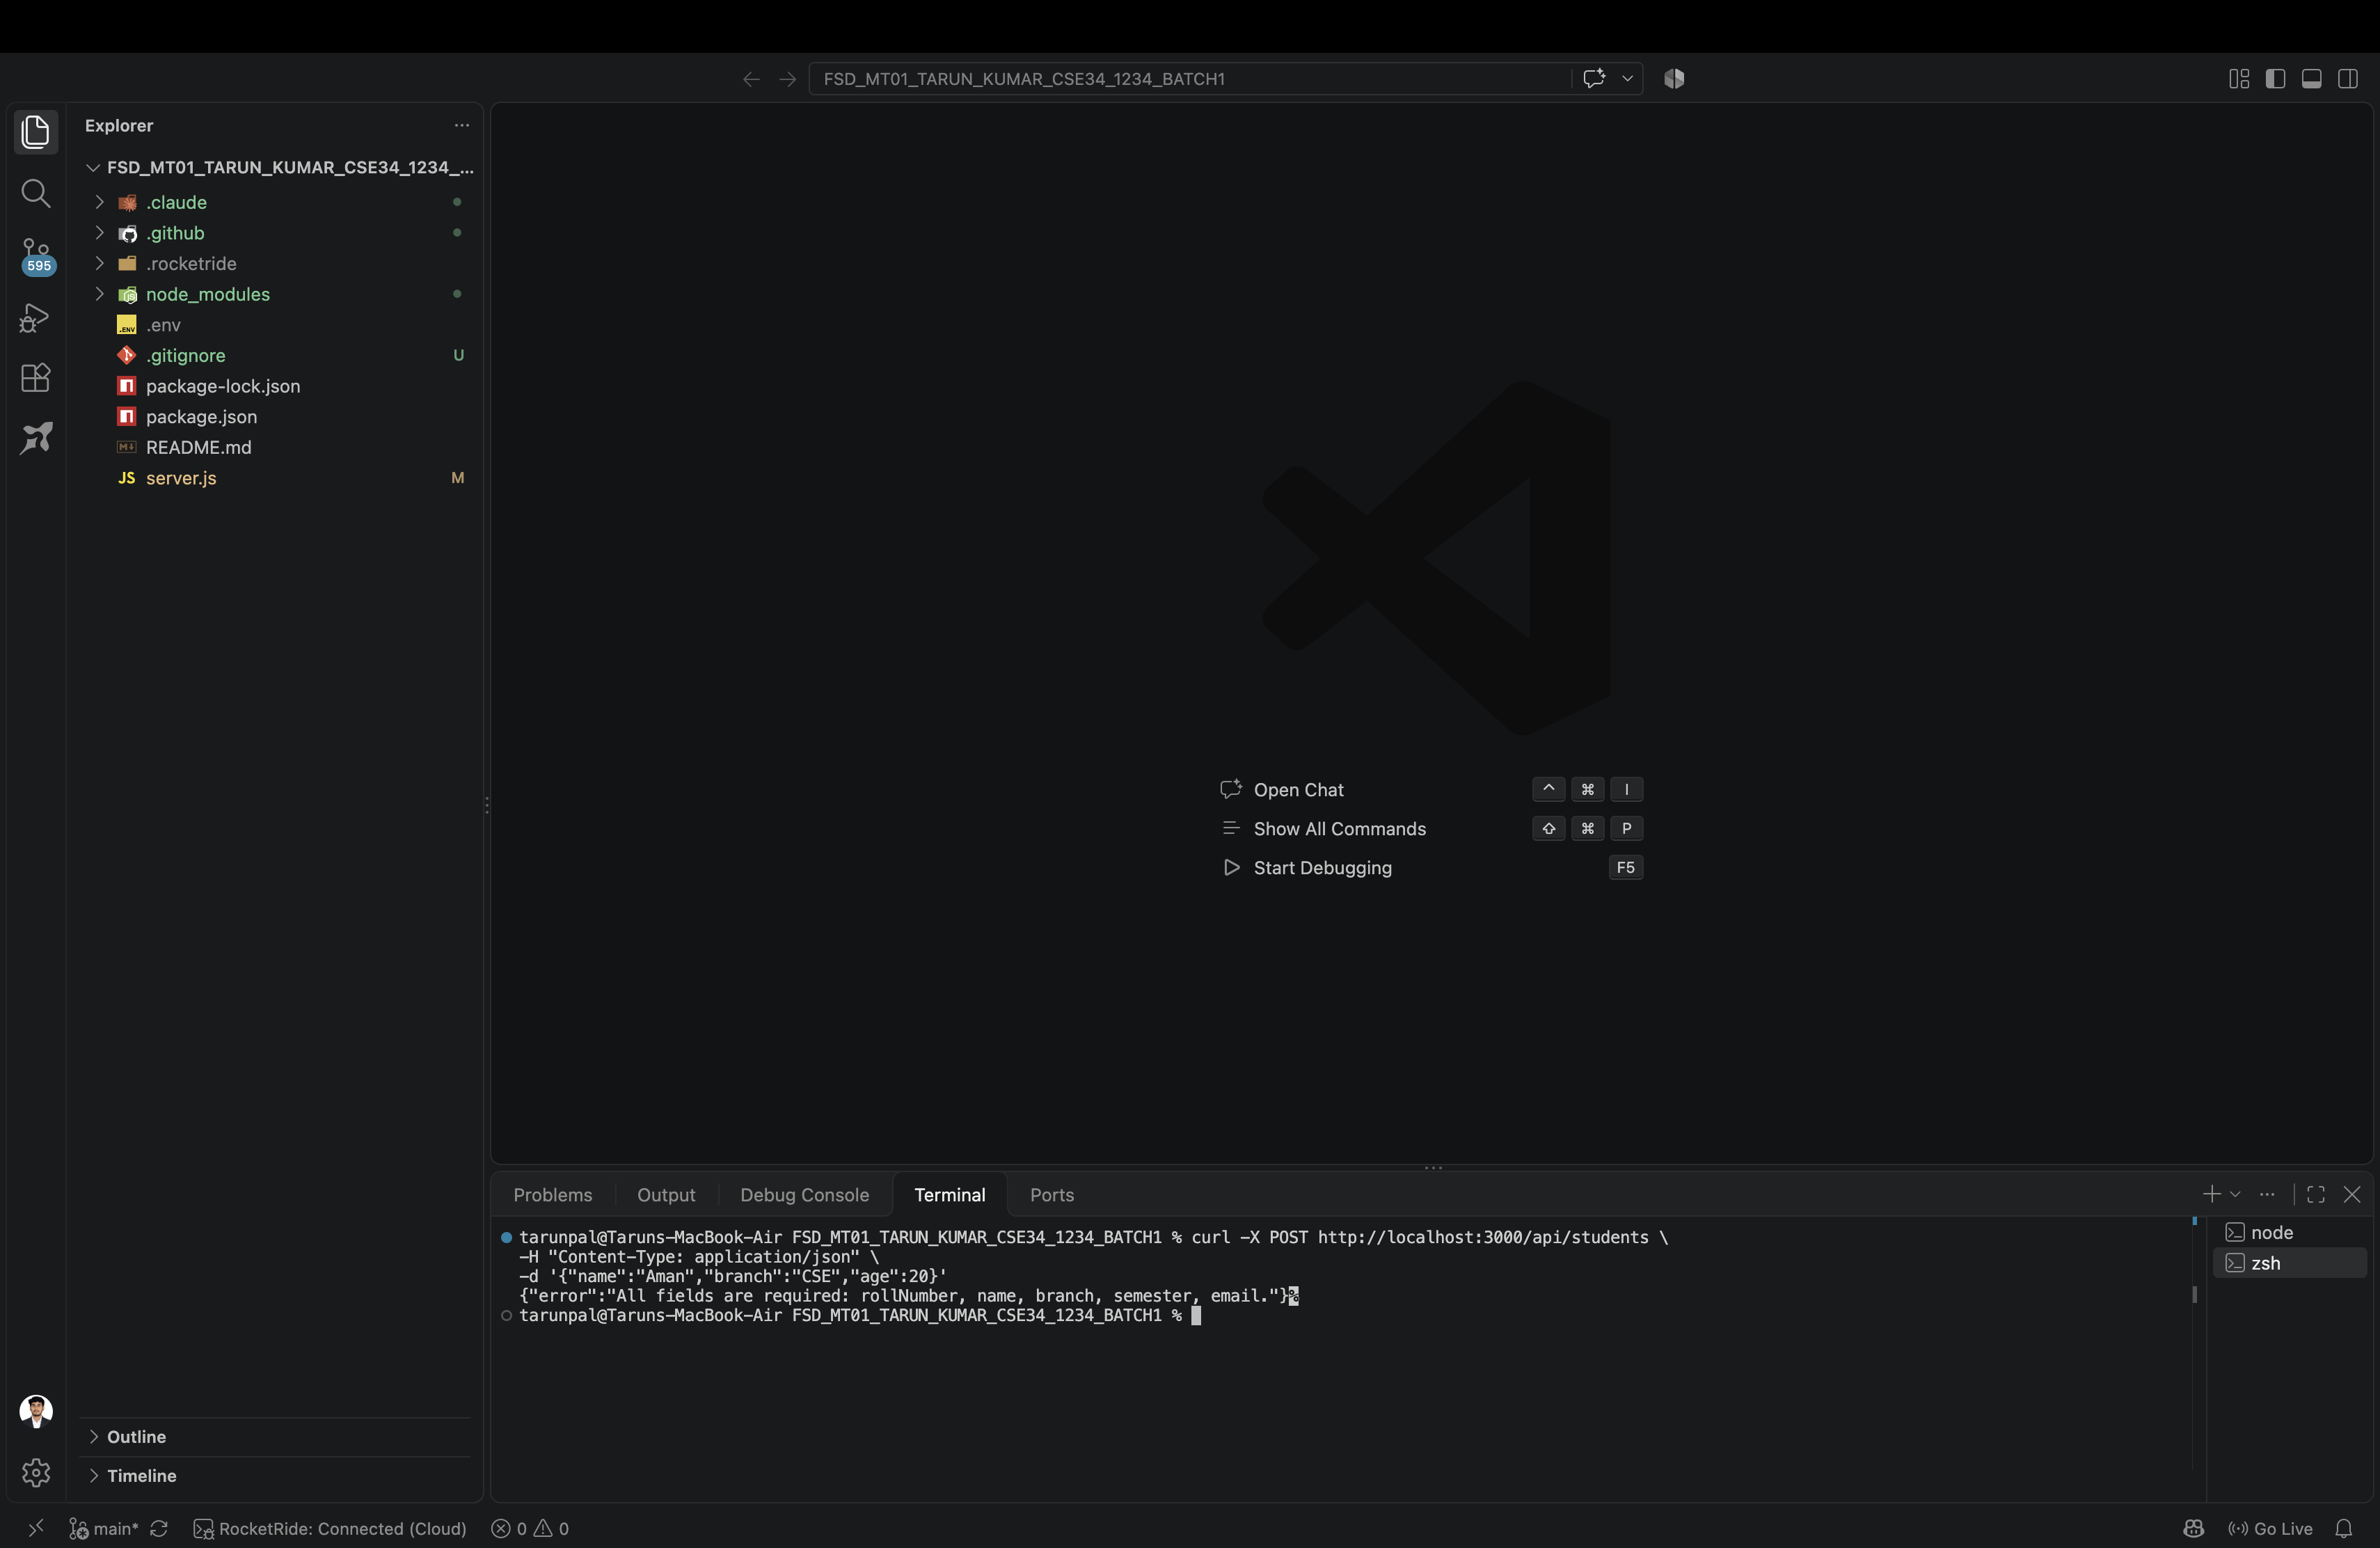 FSD_MT01_TARUN_KUMAR_CSE34_1234_BATCH1
Explorer
FSD_MT01_TARUN_KUMAR_CSE34_1234_...
.claude
.github
595
.rocketride
node_modules
.env
.gitignore U
package-lock.json
package.json
README.md
JS server.js M
Open Chat ^ ⌘ I
Show All Commands ⇧ ⌘ P
Start Debugging F5
Problems Output Debug Console Terminal Ports
tarunpal@Taruns-MacBook-Air FSD_MT01_TARUN_KUMAR_CSE34_1234_BATCH1 % curl -X POST http://localhost:3000/api/students \
-H "Content-Type: application/json" \
-d '{"name":"Aman","branch":"CSE","age":20}'
{"error":"All fields are required: rollNumber, name, branch, semester, email."}%
tarunpal@Taruns-MacBook-Air FSD_MT01_TARUN_KUMAR_CSE34_1234_BATCH1 %
node
zsh
Outline
Timeline
main* RocketRide: Connected (Cloud) 0 0 Go Live